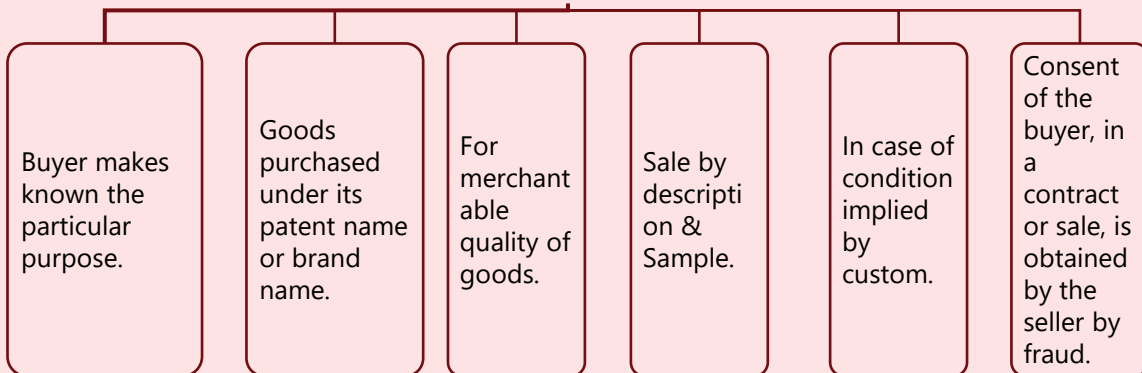 Buyer makes
known the
particular
purpose.
Goods
purchased
under its
patent name
or brand
name.
For
merchant
able
quality of
goods.
Sale by
descripti
on &
Sample.
In case of
condition
implied
by
custom.
Consent
of the
buyer, in
a
contract
or sale, is
obtained
by the
seller by
fraud.